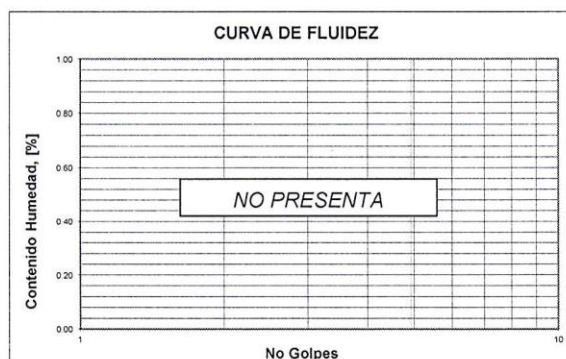 CURVA DE FLUIDEZ
Contenido Humedad, [%]
1.00
0.80
0.60
0.40
0.20
0.00
NO PRESENTA
1
10
No Golpes